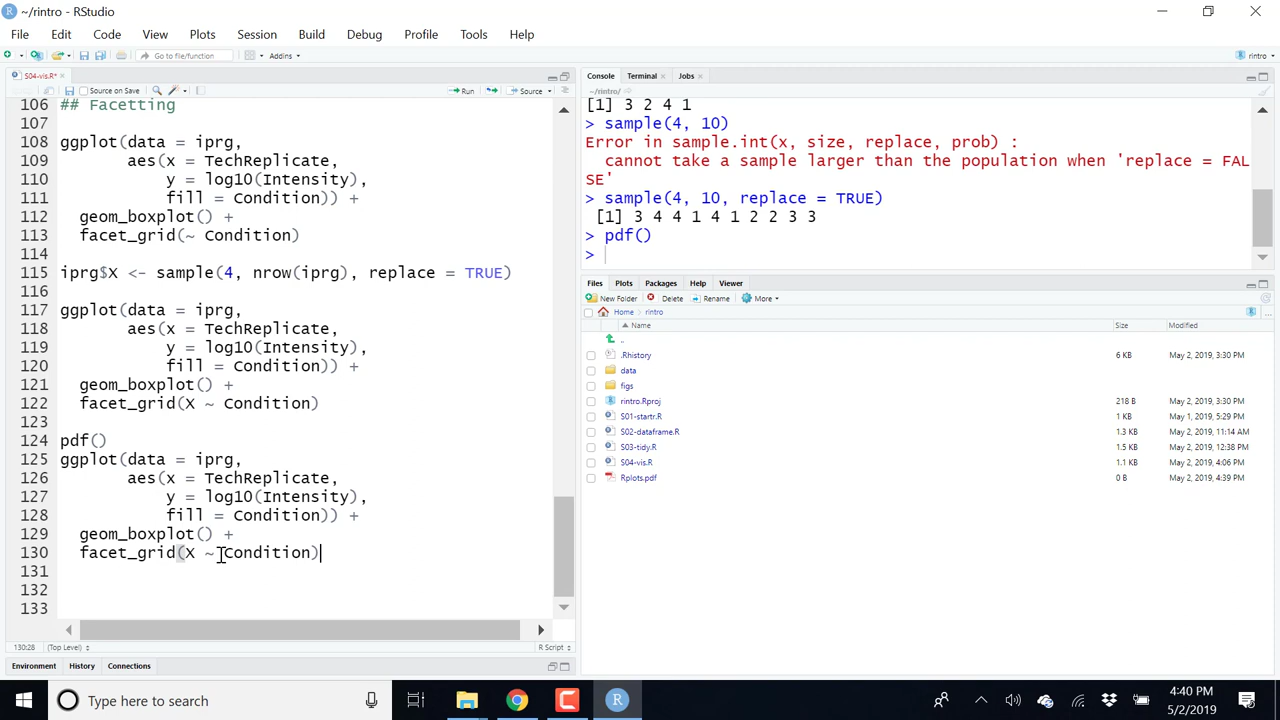 ~/rintro - RStudio
File Edit Code View Plots Session Build Debug Profile Tools Help
Go to file/function Addins rintro
S04-vis.R*
Source on Save Run Source
106 ## Facetting
107
108 ggplot(data = iprg,
109 aes(x = TechReplicate,
110 y = log10(Intensity),
111 fill = Condition)) +
112 geom_boxplot() +
113 facet_grid(~ Condition)
114
115 iprg$X <- sample(4, nrow(iprg), replace = TRUE)
116
117 ggplot(data = iprg,
118 aes(x = TechReplicate,
119 y = log10(Intensity),
120 fill = Condition)) +
121 geom_boxplot() +
122 facet_grid(X ~ Condition)
123
124 pdf()
125 ggplot(data = iprg,
126 aes(x = TechReplicate,
127 y = log10(Intensity),
128 fill = Condition)) +
129 geom_boxplot() +
130 facet_grid(X ~ Condition)
131
132
133
130:28 (Top Level) R Script
Environment History Connections
Console Terminal Jobs
~/rintro/
[1] 3 2 4 1
> sample(4, 10)
Error in sample.int(x, size, replace, prob) :
cannot take a sample larger than the population when 'replace = FAL
SE'
> sample(4, 10, replace = TRUE)
[1] 3 4 4 1 4 1 2 2 3 3
> pdf()
>
Files Plots Packages Help Viewer
New Folder Delete Rename More
Home rintro
Name Size Modified
..
.Rhistory 6 KB May 2, 2019, 3:30 PM
data
figs
rintro.Rproj 218 B May 2, 2019, 3:30 PM
S01-startr.R 1 KB May 1, 2019, 5:29 PM
S02-dataframe.R 1.3 KB May 2, 2019, 11:14 AM
S03-tidy.R 1.5 KB May 2, 2019, 12:38 PM
S04-vis.R 1.1 KB May 2, 2019, 4:06 PM
Rplots.pdf 0 B May 2, 2019, 4:39 PM
Type here to search
4:40 PM
5/2/2019